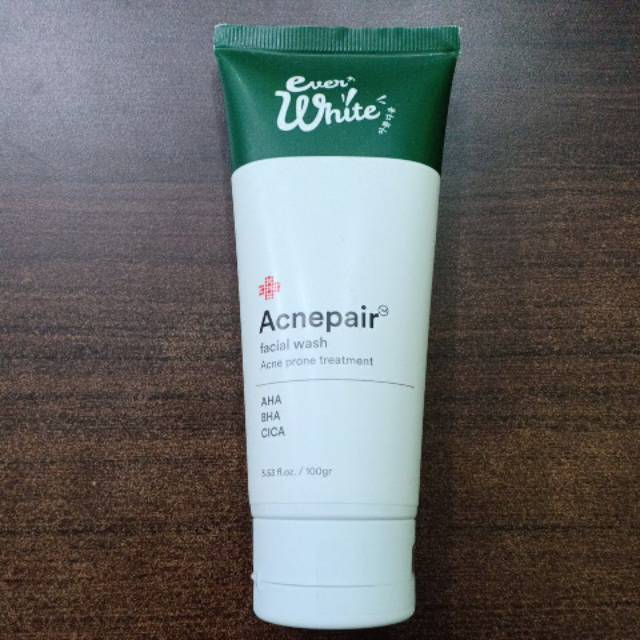 ever
White
Acnepair
facial wash
Acne prone treatment
AHA
BHA
CICA
3.53 fl.oz. / 100gr